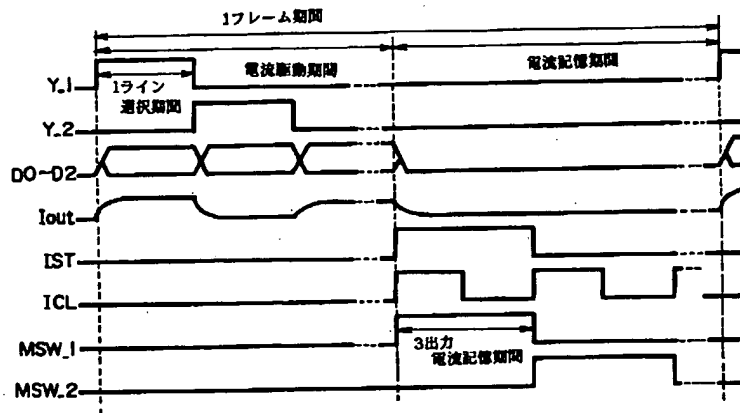 1フレーム期間
電流駆動期間
電流記憶期間
Y_1
1ライン
選択期間
Y_2
D0~D2
Iout
IST
ICL
MSW_1
3出力
電流記憶期間
MSW_2